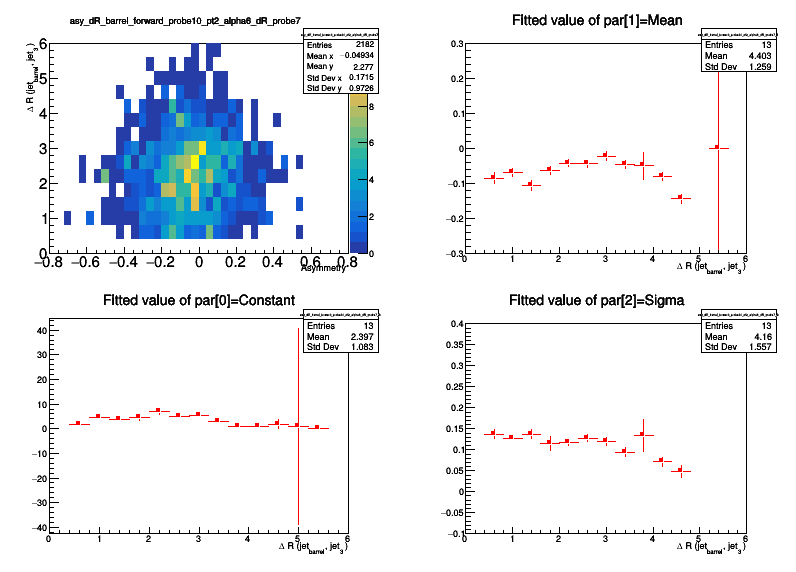 asy_dR_barrel_forward_probe10_pt2_alpha6_dR_probe7
Entries 2182
Mean x −0.04934
Mean y 2.277
Std Dev x 0.1715
Std Dev y 0.9726
Δ R (jet_barrel, jet_3)
6
5
4
3
2
1
0
8
6
4
2
0
−0.8 −0.6 −0.4 −0.2 0 0.2 0.4 0.6 0.8
Asymmetry
Fitted value of par[1]=Mean
Entries 13
Mean 4.403
Std Dev 1.259
0.3
0.2
0.1
0
−0.1
−0.2
−0.3
0 1 2 3 4 5 6
Δ R (jet_barrel, jet_3)
Fitted value of par[0]=Constant
Entries 13
Mean 2.397
Std Dev 1.083
40
30
20
10
0
−10
−20
−30
−40
0 1 2 3 4 5 6
Δ R (jet_barrel, jet_3)
Fitted value of par[2]=Sigma
Entries 13
Mean 4.16
Std Dev 1.557
0.4
0.35
0.3
0.25
0.2
0.15
0.1
0.05
0
−0.05
−0.1
0 1 2 3 4 5 6
Δ R (jet_barrel, jet_3)